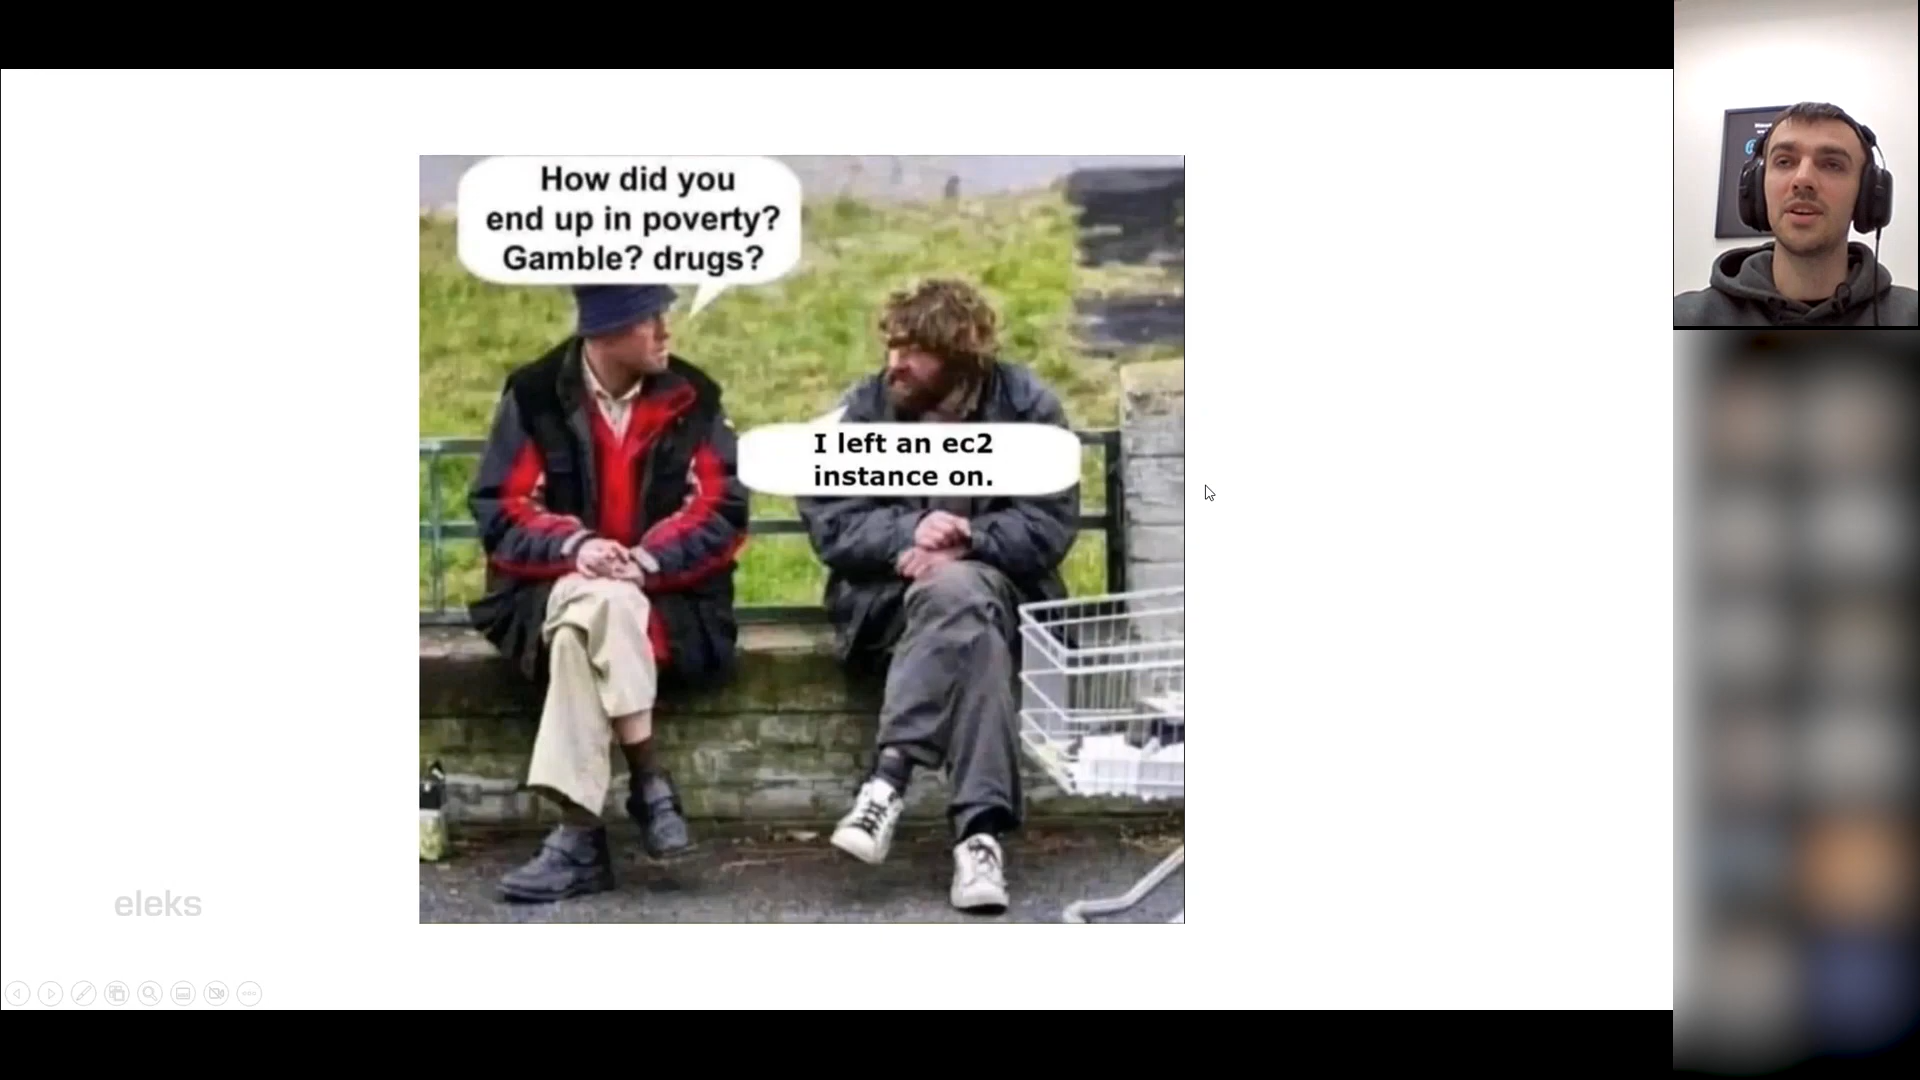 How did you
end up in poverty?
Gamble? drugs?
I left an ec2
instance on.
eleks